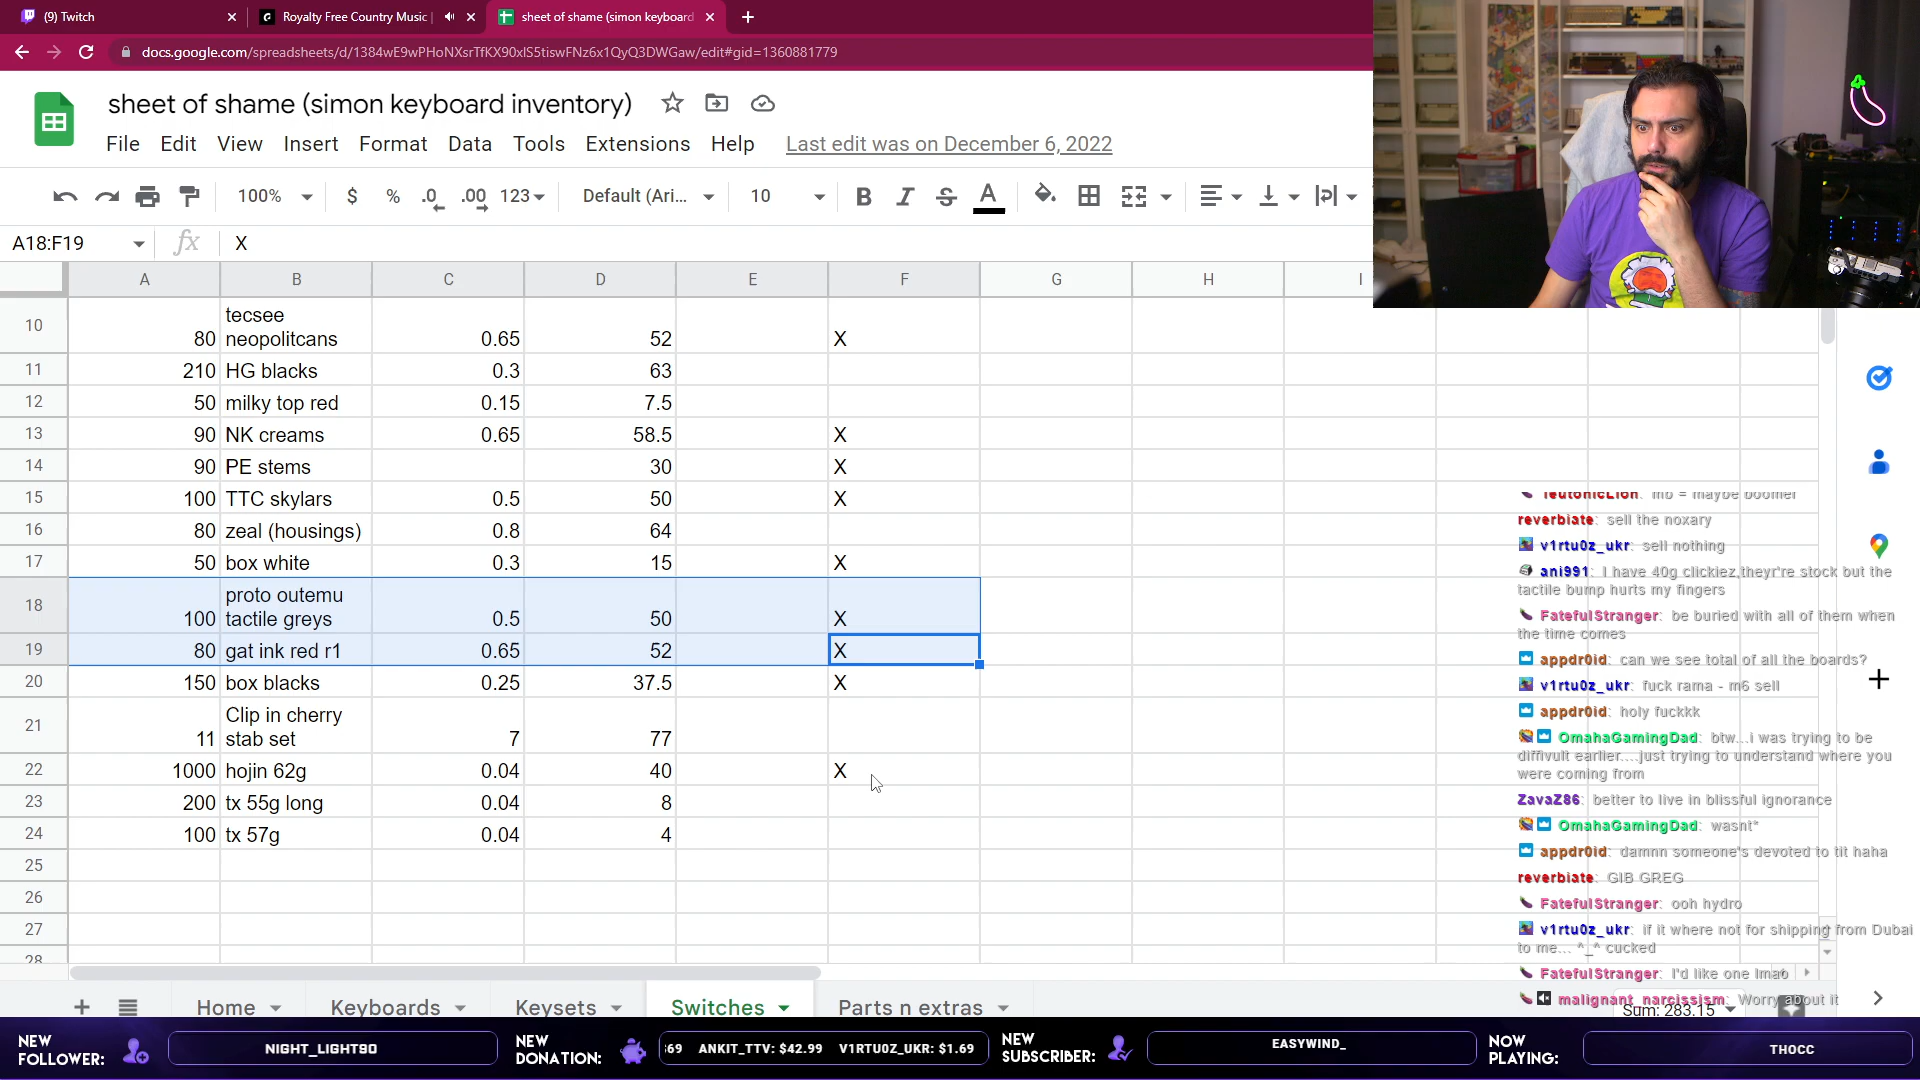 (9) Twitch
Royalty Free Country Music |
sheet of shame (simon keyboard
docs.google.com/spreadsheets/d/1384wE9wPHoNXsrTfKX90xlS5tiswFNz6x1QyQ3DWGaw/edit#gid=1360881779
sheet of shame (simon keyboard inventory)
File Edit View Insert Format Data Tools Extensions Help Last edit was on December 6, 2022
100% $ % .0 .00 123 Default (Ari... 10 B I S A
A18:F19 fx X
A B C D E F G H I
10 80 tecsee
neopolitcans 0.65 52 X
11 210 HG blacks 0.3 63
12 50 milky top red 0.15 7.5
13 90 NK creams 0.65 58.5 X
14 90 PE stems 30 X
15 100 TTC skylars 0.5 50 X
16 80 zeal (housings) 0.8 64
17 50 box white 0.3 15 X
18 100 proto outemu
tactile greys 0.5 50 X
19 80 gat ink red r1 0.65 52 X
20 150 box blacks 0.25 37.5 X
21 11 Clip in cherry
stab set 7 77
22 1000 hojin 62g 0.04 40 X
23 200 tx 55g long 0.04 8
24 100 tx 57g 0.04 4
25
26
27
28
TeutonicLion: mb = maybe boomer
reverbiate: sell the noxary
v1rtu0z_ukr: sell nothing
ani991: I have 40g clickiez,theyr're stock but the
tactile bump hurts my fingers
FatefulStranger: be buried with all of them when
the time comes
appdr0id: can we see total of all the boards?
v1rtu0z_ukr: fuck rama - m6 sell
appdr0id: holy fuckkk
OmahaGamingDad: btw...i was trying to be
diffivult earlier....just trying to understand where you
were coming from
ZavaZ86: better to live in blissful ignorance
OmahaGamingDad: wasnt*
appdr0id: damnn someone's devoted to tit haha
reverbiate: GIB GREG
FatefulStranger: ooh hydro
v1rtu0z_ukr: if it where not for shipping from Dubai
to me... ^_^ cucked
FatefulStranger: I'd like one lmao
malignant_narcissism: Worry about it
Home Keyboards Keysets Switches Parts n extras Sum: 283.15
NEW
FOLLOWER: NIGHT_LIGHT90
NEW
DONATION: 69 ANKIT_TTV: $42.99 V1RTU0Z_UKR: $1.69
NEW
SUBSCRIBER: EASYWIND_
NOW
PLAYING: THOCC